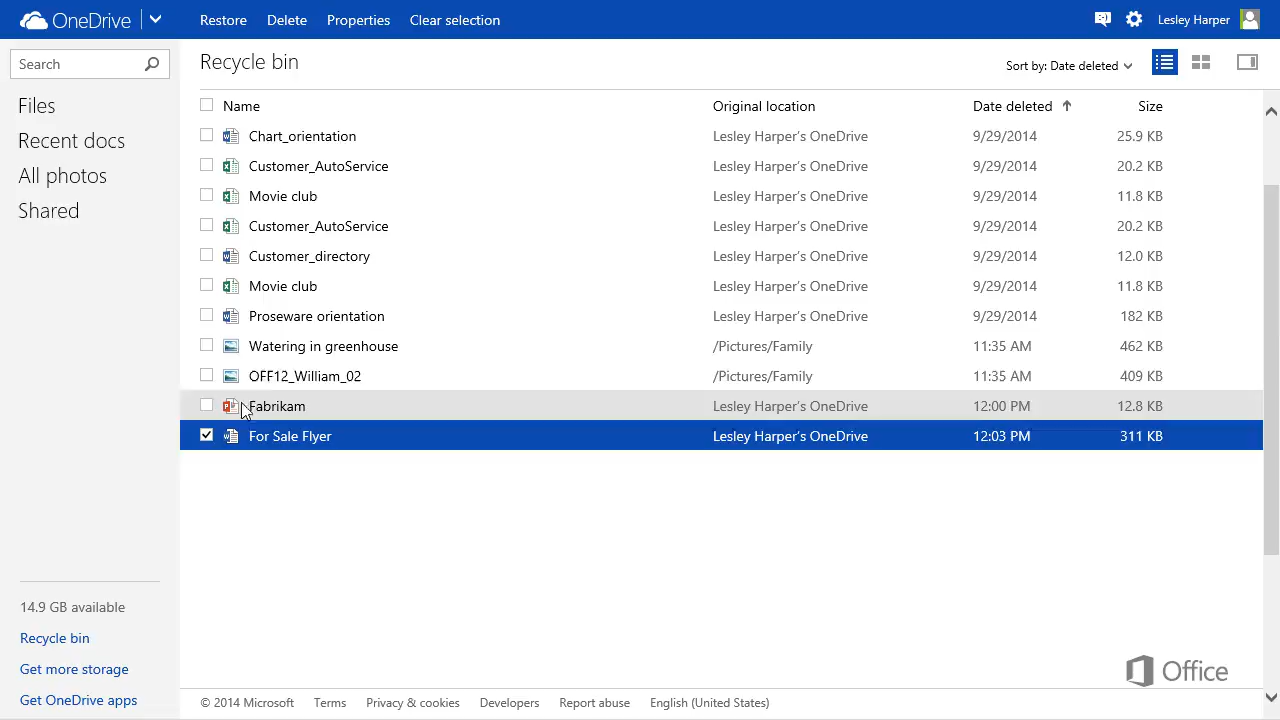 OneDrive Restore Delete Properties Clear selection Lesley Harper
Search
Recycle bin
Sort by: Date deleted
Files
Recent docs
All photos
Shared
Name Original location Date deleted Size
Chart_orientation Lesley Harper's OneDrive 9/29/2014 25.9 KB
Customer_AutoService Lesley Harper's OneDrive 9/29/2014 20.2 KB
Movie club Lesley Harper's OneDrive 9/29/2014 11.8 KB
Customer_AutoService Lesley Harper's OneDrive 9/29/2014 20.2 KB
Customer_directory Lesley Harper's OneDrive 9/29/2014 12.0 KB
Movie club Lesley Harper's OneDrive 9/29/2014 11.8 KB
Proseware orientation Lesley Harper's OneDrive 9/29/2014 182 KB
Watering in greenhouse /Pictures/Family 11:35 AM 462 KB
OFF12_William_02 /Pictures/Family 11:35 AM 409 KB
Fabrikam Lesley Harper's OneDrive 12:00 PM 12.8 KB
For Sale Flyer Lesley Harper's OneDrive 12:03 PM 311 KB
14.9 GB available
Recycle bin
Get more storage
Get OneDrive apps
Office
© 2014 Microsoft Terms Privacy & cookies Developers Report abuse English (United States)